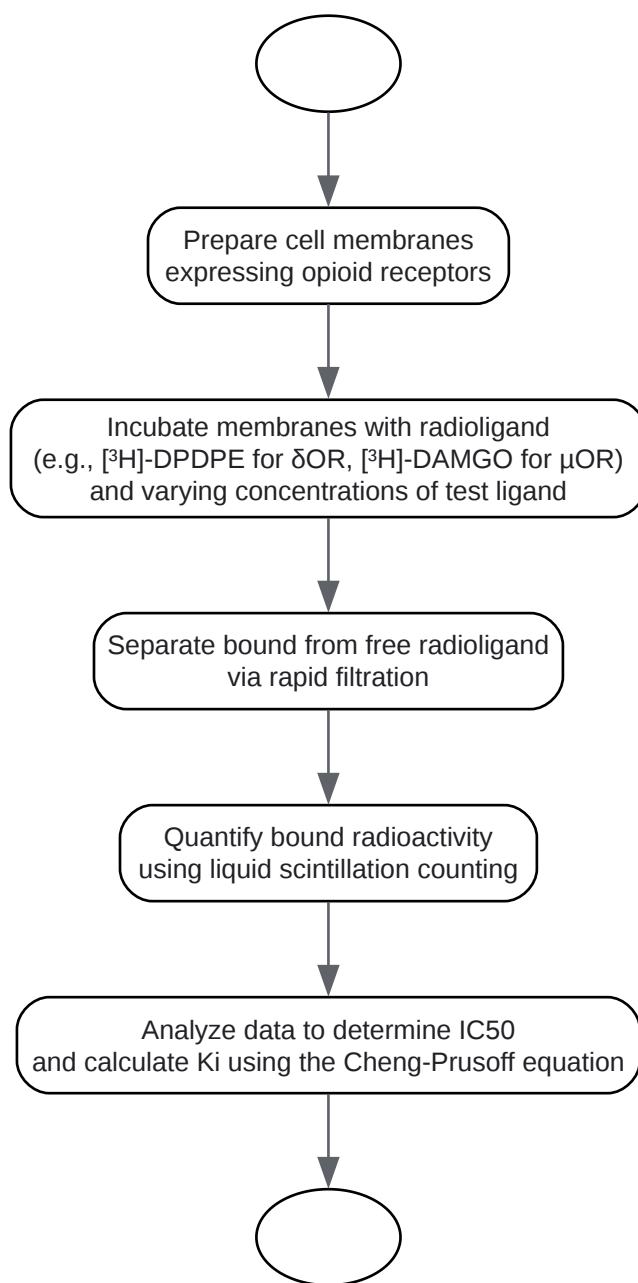 Prepare cell membranes
expressing opioid receptors
Incubate membranes with radioligand
(e.g., [³H]-DPDPE for δOR, [³H]-DAMGO for µOR)
and varying concentrations of test ligand
Separate bound from free radioligand
via rapid filtration
Quantify bound radioactivity
using liquid scintillation counting
Analyze data to determine IC50
and calculate Ki using the Cheng-Prusoff equation